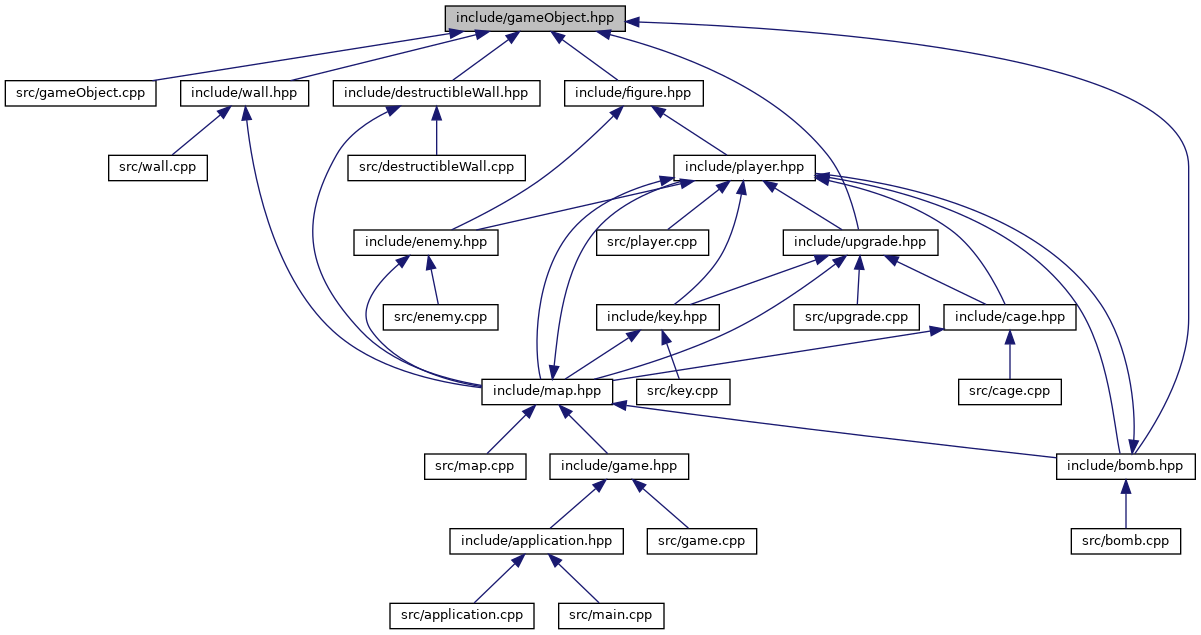 include/gameObject.hpp
src/gameObject.cpp
include/wall.hpp
include/destructibleWall.hpp
include/figure.hpp
src/wall.cpp
src/destructibleWall.cpp
include/player.hpp
include/enemy.hpp
src/player.cpp
include/upgrade.hpp
src/enemy.cpp
include/key.hpp
src/upgrade.cpp
include/cage.hpp
include/map.hpp
src/key.cpp
src/cage.cpp
src/map.cpp
include/game.hpp
include/bomb.hpp
include/application.hpp
src/game.cpp
src/bomb.cpp
src/application.cpp
src/main.cpp